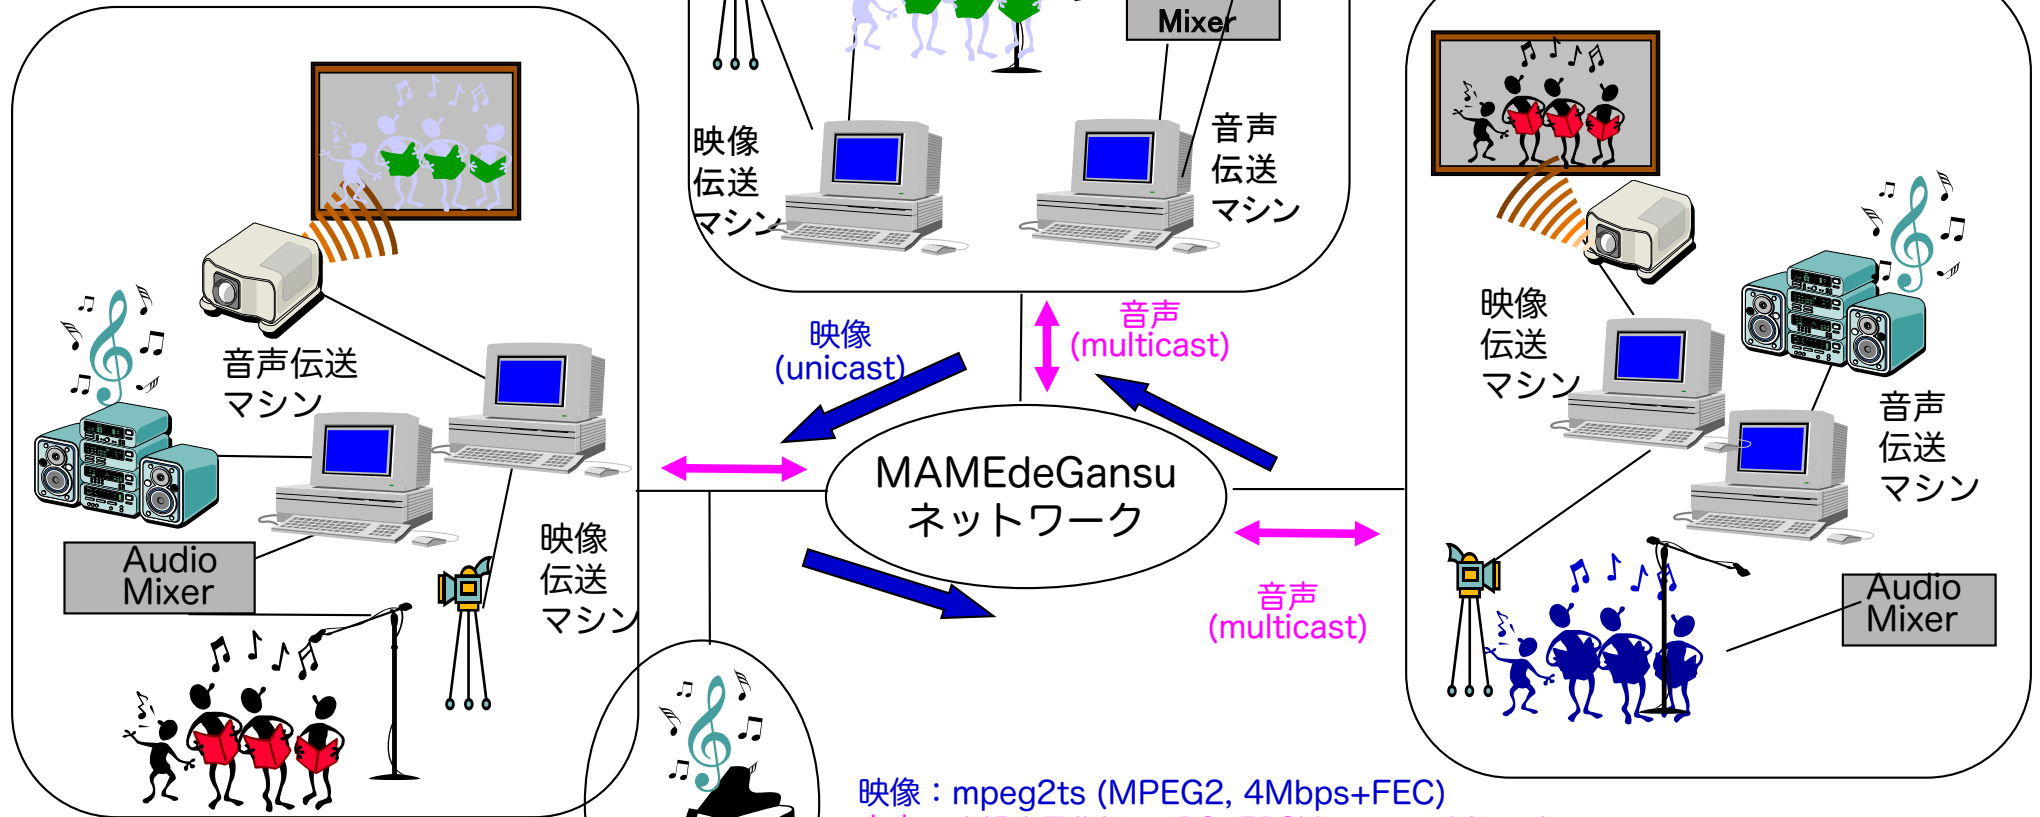 Mixer
映像
伝送
マシン
音声
伝送
マシン
映像
(unicast)
音声
(multicast)
音声伝送
マシン
映像
伝送
マシン
Audio
Mixer
MAMEdeGansu
ネットワーク
音声
(multicast)
映像
伝送
マシン
音声
伝送
マシン
Audio
Mixer
映像：mpeg2ts (MPEG2, 4Mbps+FEC)